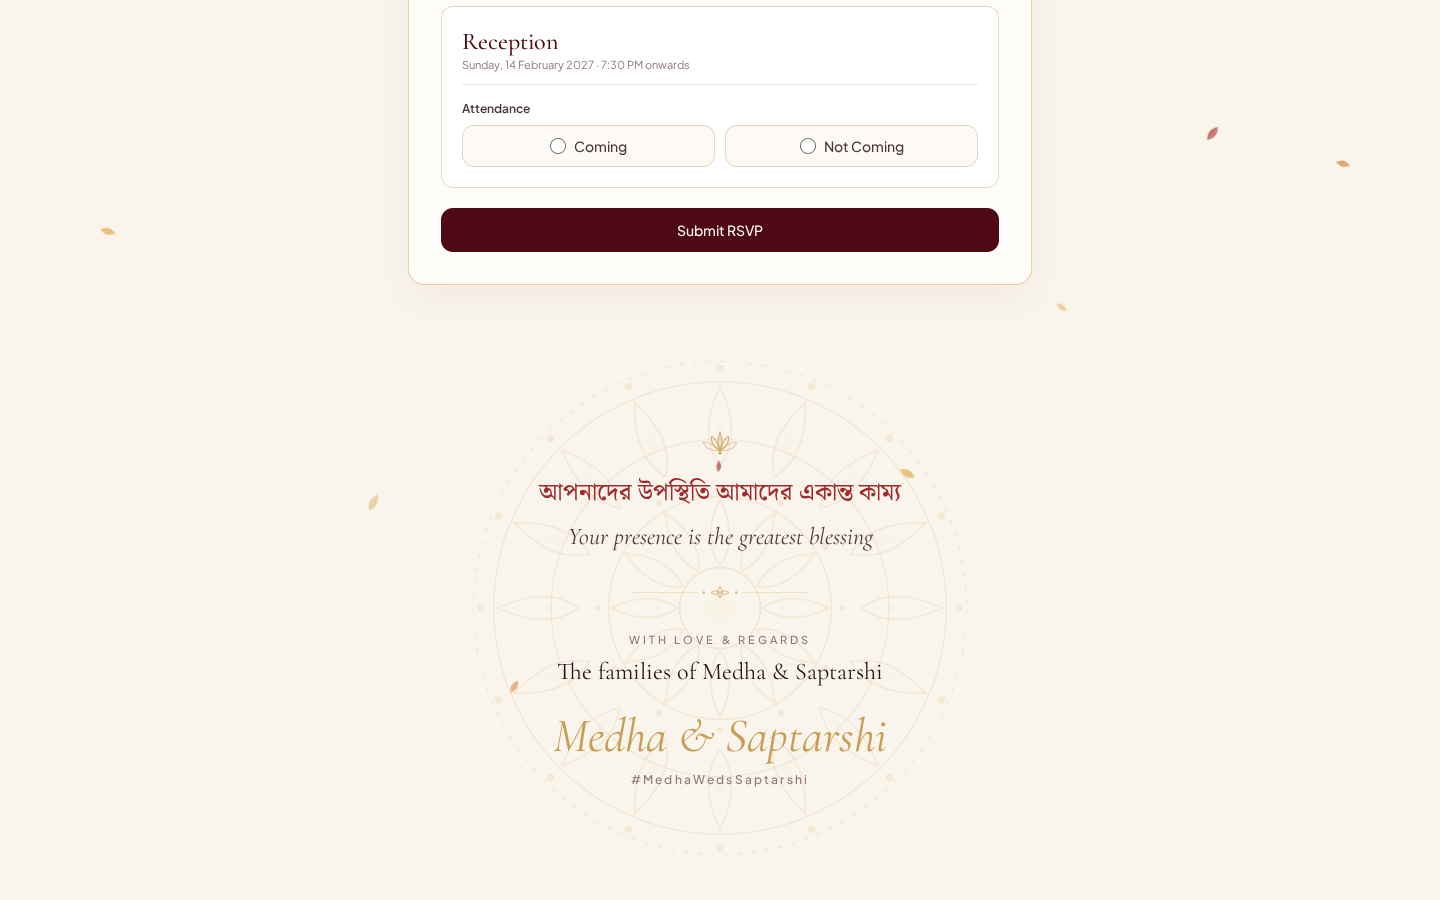 Reception
Sunday, 14 February 2027 · 7:30 PM onwards
Attendance
Coming
Not Coming
Submit RSVP
আপনাদের উপস্থিতি আমাদের একান্ত কাম্য
Your presence is the greatest blessing
WITH LOVE & REGARDS
The families of Medha & Saptarshi
Medha & Saptarshi
#MedhaWedsSaptarshi